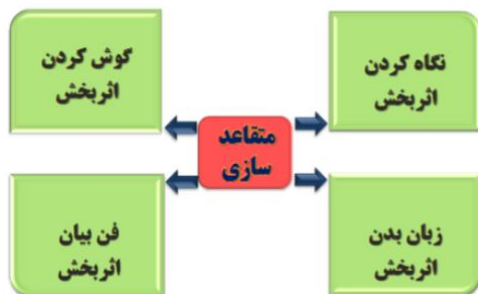 نگاه کردن
اثربخش
گوش کردن
اثربخش
متقاعد
سازی
زبان بدن
اثربخش
فن بیان
اثربخش